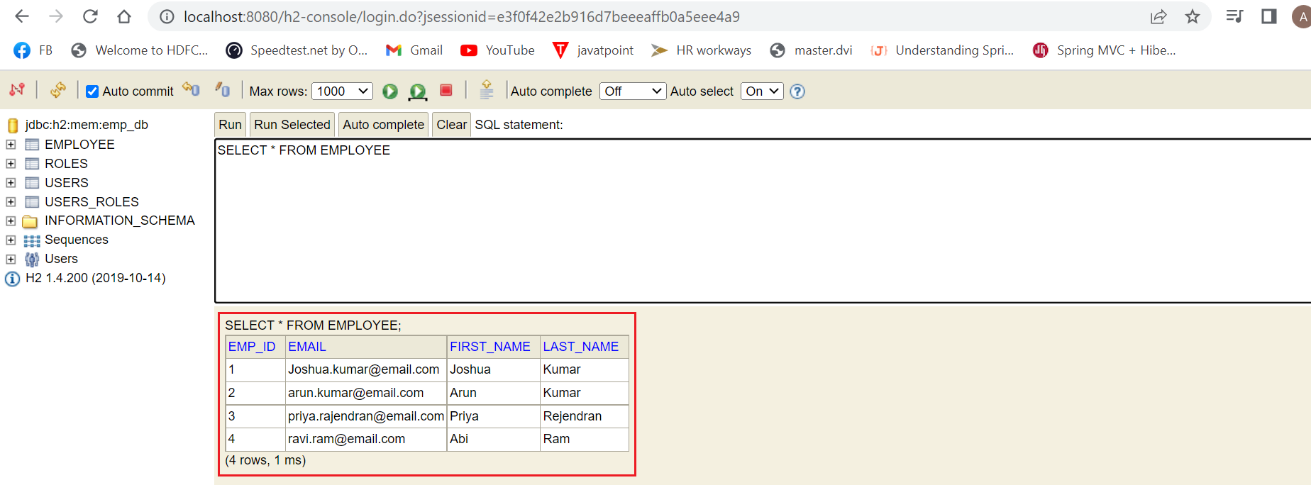 localhost:8080/h2-console/login.do?jsessionid=e3f0f42e2b916d7beeeaffb0a5eee4a9 A
FB Welcome to HDFC... Speedtest.net by O... Gmail YouTube javatpoint HR workways master.dvi {J} Understanding Spri... Spring MVC + Hibe...
Auto commit Max rows: 1000 Auto complete Off Auto select On ?
jdbc:h2:mem:emp_db
EMPLOYEE
ROLES
USERS
USERS_ROLES
INFORMATION_SCHEMA
Sequences
Users
H2 1.4.200 (2019-10-14)
Run Run Selected Auto complete Clear SQL statement:
SELECT * FROM EMPLOYEE
SELECT * FROM EMPLOYEE;
EMP_ID EMAIL FIRST_NAME LAST_NAME
1 Joshua.kumar@email.com Joshua Kumar
2 arun.kumar@email.com Arun Kumar
3 priya.rajendran@email.com Priya Rejendran
4 ravi.ram@email.com Abi Ram
(4 rows, 1 ms)